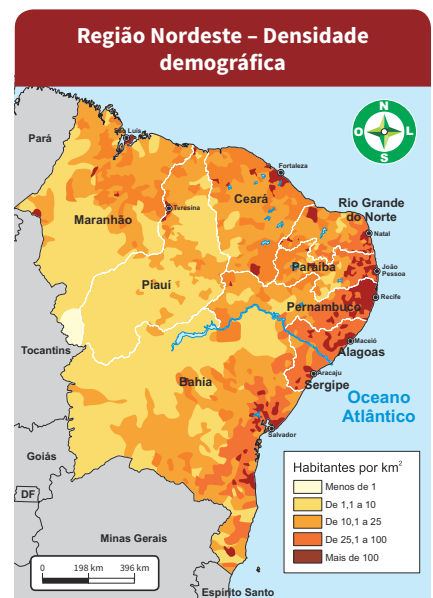 Região Nordeste – Densidade
demográfica
N
O
L
S
Pará
São Luís
Fortaleza
Teresina
Ceará
Maranhão
Rio Grande
do Norte
Natal
Paraíba
João
Pessoa
Piauí
Pernambuco
Recife
Tocantins
Maceió
Alagoas
Bahia
Aracaju
Sergipe
Oceano
Atlântico
Salvador
Goiás
DF
Minas Gerais
Espírito Santo
Habitantes por km²
Menos de 1
De 1,1 a 10
De 10,1 a 25
De 25,1 a 100
Mais de 100
0 198 km 396 km